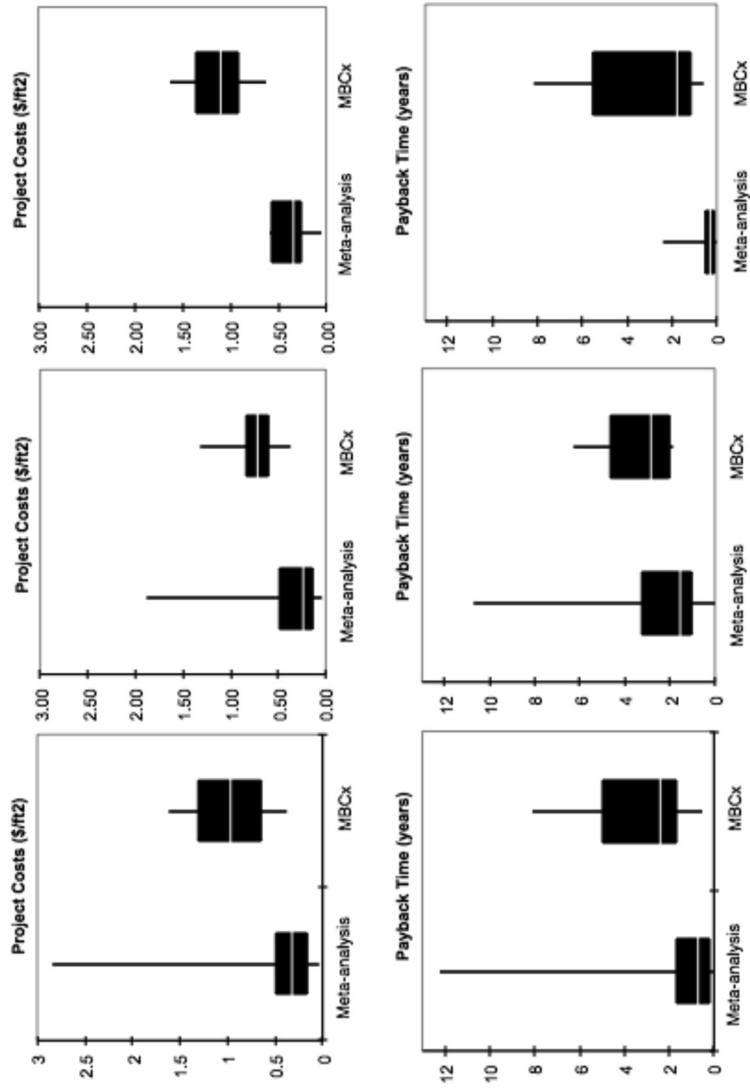 Project Costs ($/ft2)
3
2.5
2
1.5
1
0.5
0
Meta-analysis
MBCx
Project Costs ($/ft2)
3.00
2.50
2.00
1.50
1.00
0.50
0.00
Meta-analysis
MBCx
Project Costs ($/ft2)
3.00
2.50
2.00
1.50
1.00
0.50
0.00
Meta-analysis
MBCx
Payback Time (years)
12
10
8
6
4
2
0
Meta-analysis
MBCx
Payback Time (years)
12
10
8
6
4
2
0
Meta-analysis
MBCx
Payback Time (years)
12
10
8
6
4
2
0
Meta-analysis
MBCx